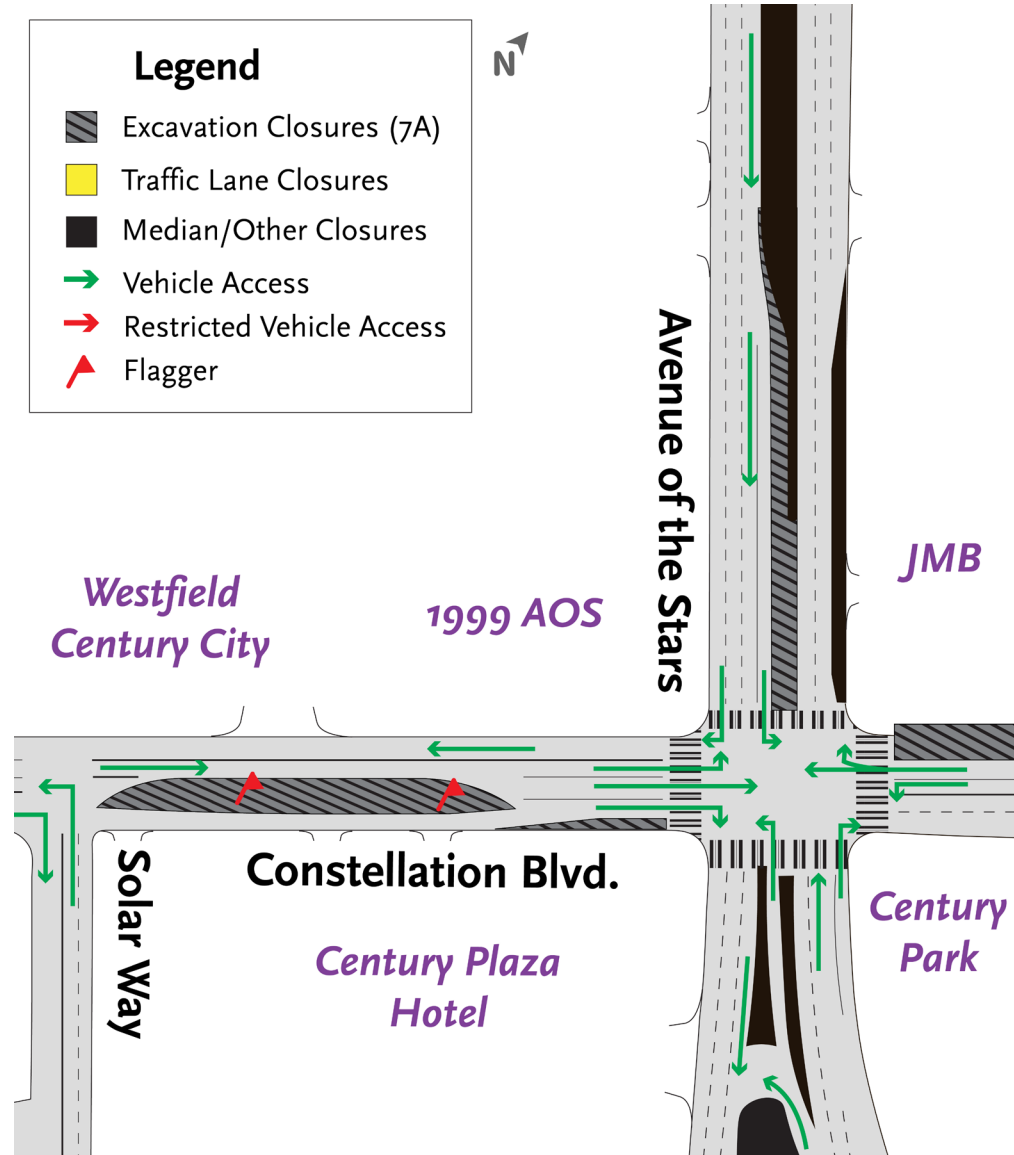 Legend
Excavation Closures (7A)
Traffic Lane Closures
Median/Other Closures
Vehicle Access
Restricted Vehicle Access
Flagger
N
Avenue of the Stars
JMB
Westfield
Century City
1999 AOS
Solar Way
Constellation Blvd.
Century Plaza
Hotel
Century
Park